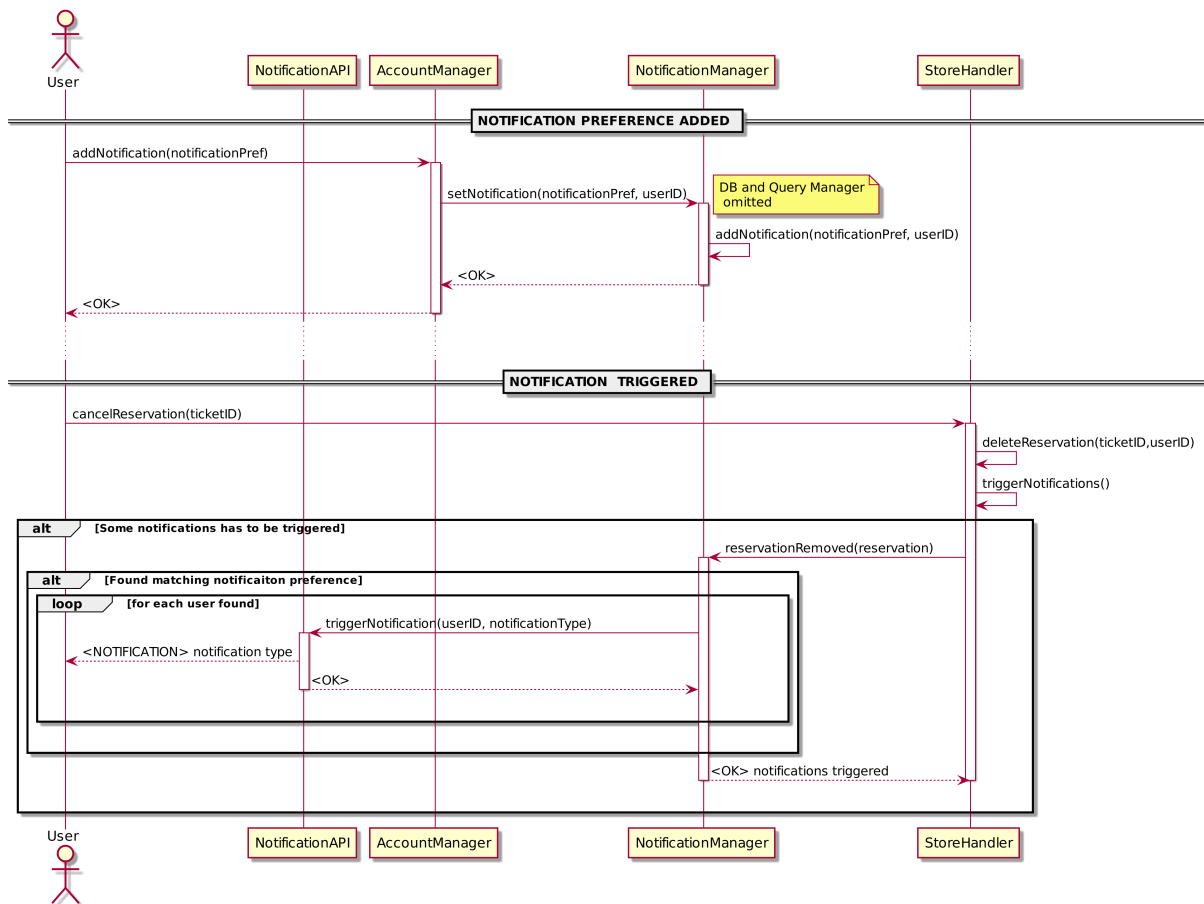 User
NotificationAPI
AccountManager
NotificationManager
StoreHandler
NOTIFICATION PREFERENCE ADDED
addNotification(notificationPref)
setNotification(notificationPref, userID)
DB and Query Manager
omitted
addNotification(notificationPref, userID)
<OK>
<OK>
NOTIFICATION  TRIGGERED
cancelReservation(ticketID)
deleteReservation(ticketID,userID)
triggerNotifications()
alt [Some notifications has to be triggered]
reservationRemoved(reservation)
alt [Found matching notificaiton preference]
loop [for each user found]
triggerNotification(userID, notificationType)
<NOTIFICATION> notification type
<OK>
<OK> notifications triggered
User
NotificationAPI
AccountManager
NotificationManager
StoreHandler